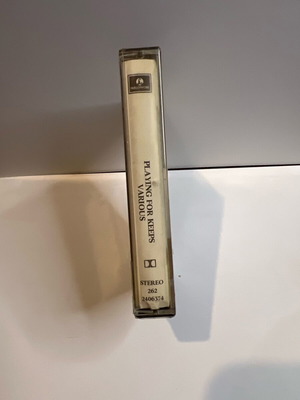 PLAYING FOR KEEPS
VARIOUS
STEREO
262
2406374